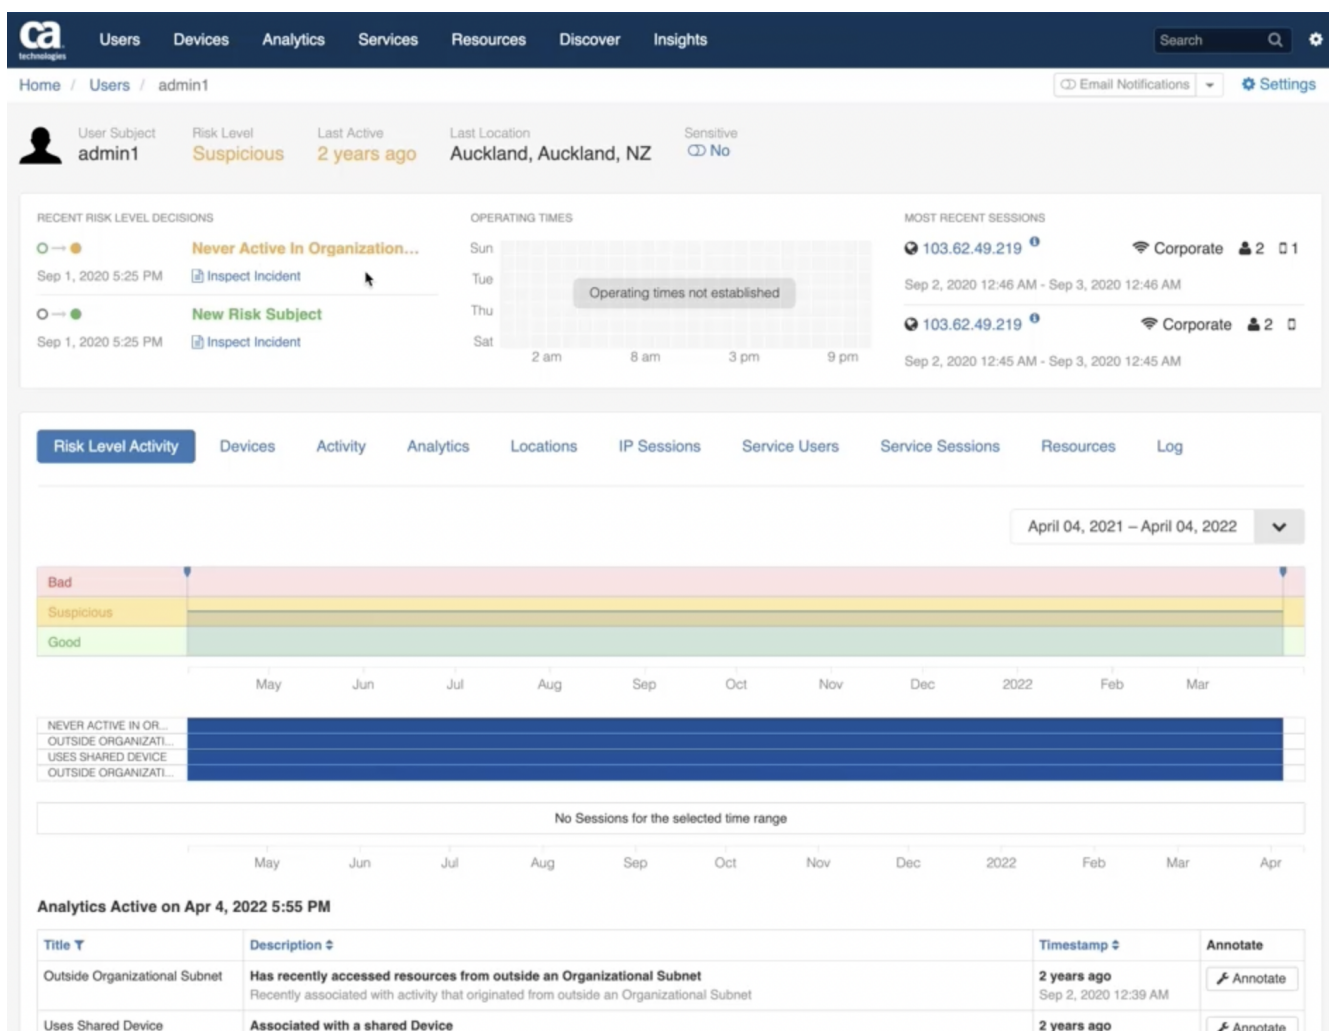 ca
technologies
Users Devices Analytics Services Resources Discover Insights Search
Home / Users / admin1 Email Notifications Settings
User Subject Risk Level Last Active Last Location Sensitive
admin1 Suspicious 2 years ago Auckland, Auckland, NZ No
RECENT RISK LEVEL DECISIONS OPERATING TIMES MOST RECENT SESSIONS
Never Active In Organization... Sun 103.62.49.219 Corporate 2 1
Sep 1, 2020 5:25 PM Inspect Incident Tue Sep 2, 2020 12:46 AM - Sep 3, 2020 12:46 AM
Operating times not established
New Risk Subject Thu 103.62.49.219 Corporate 2
Sep 1, 2020 5:25 PM Inspect Incident Sat Sep 2, 2020 12:45 AM - Sep 3, 2020 12:45 AM
2 am 8 am 3 pm 9 pm
Risk Level Activity Devices Activity Analytics Locations IP Sessions Service Users Service Sessions Resources Log
April 04, 2021 – April 04, 2022
Bad
Suspicious
Good
May Jun Jul Aug Sep Oct Nov Dec 2022 Feb Mar
NEVER ACTIVE IN OR...
OUTSIDE ORGANIZATI...
USES SHARED DEVICE
OUTSIDE ORGANIZATI...
No Sessions for the selected time range
May Jun Jul Aug Sep Oct Nov Dec 2022 Feb Mar Apr
Analytics Active on Apr 4, 2022 5:55 PM
Title Description Timestamp Annotate
Outside Organizational Subnet Has recently accessed resources from outside an Organizational Subnet 2 years ago Annotate
Recently associated with activity that originated from outside an Organizational Subnet Sep 2, 2020 12:39 AM
Uses Shared Device Associated with a shared Device 2 years ago Annotate